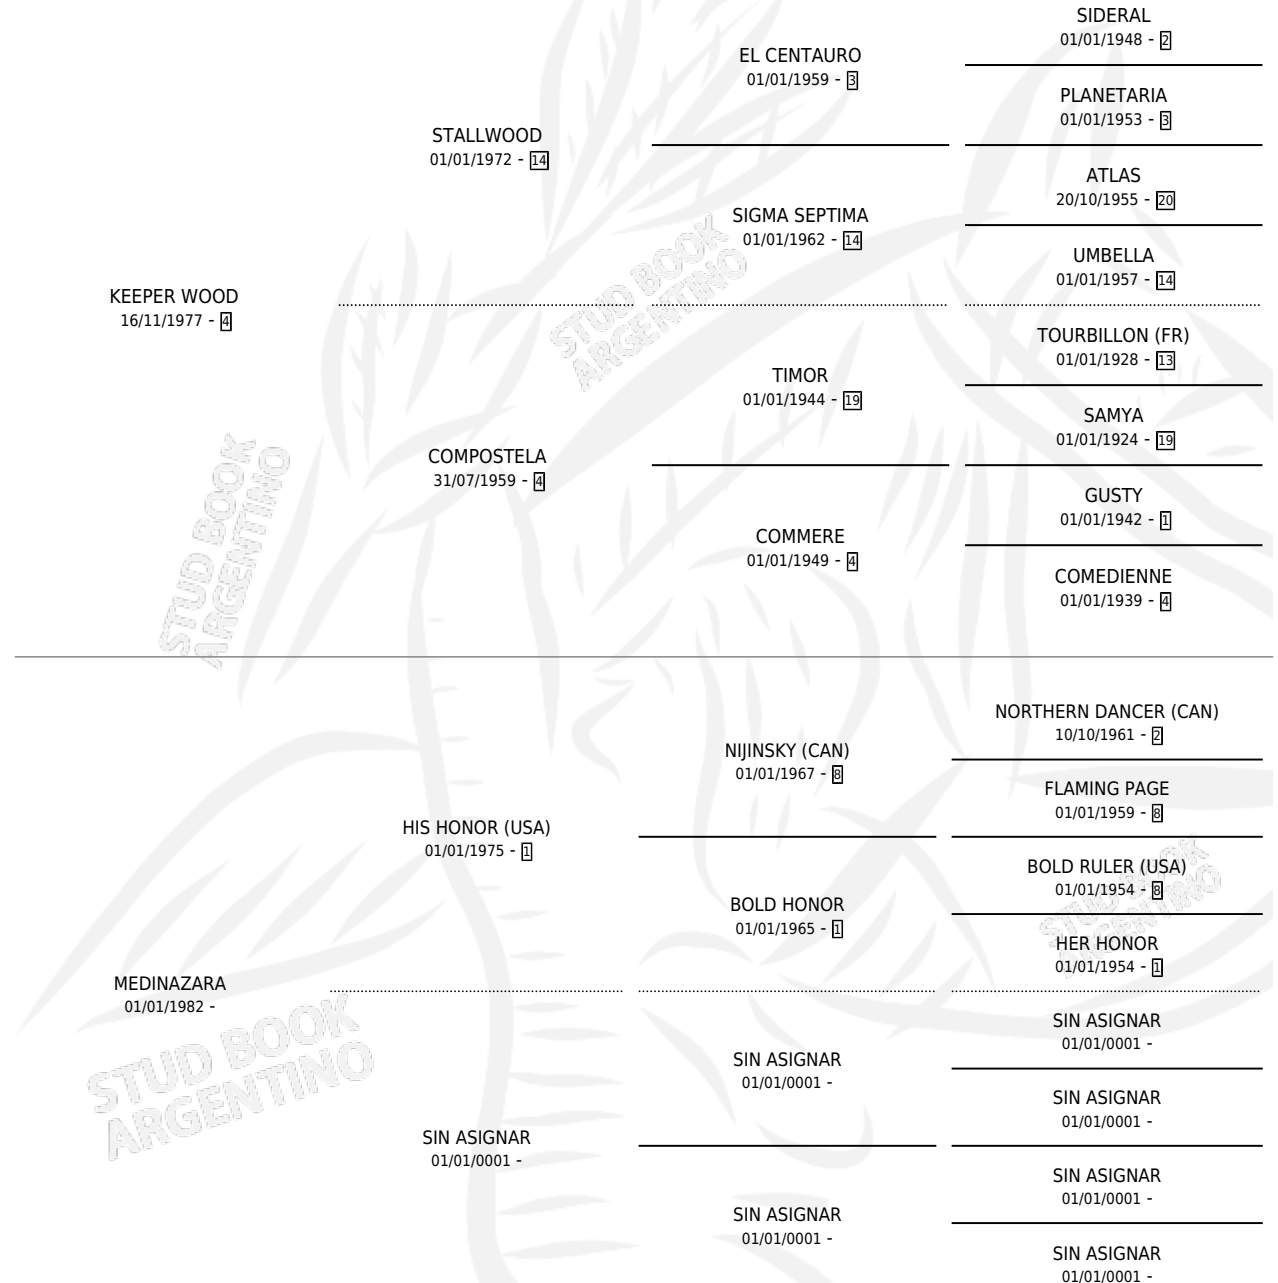 SIDERAL
01/01/1948 - 2
EL CENTAURO
01/01/1959 - 3
PLANETARIA
01/01/1953 - 3
STALLWOOD
01/01/1972 - 14
ATLAS
20/10/1955 - 20
SIGMA SEPTIMA
01/01/1962 - 14
UMBELLA
01/01/1957 - 14
KEEPER WOOD
16/11/1977 - 4
STUD BOOK
ARGENTINO
TOURBILLON (FR)
01/01/1928 - 13
TIMOR
01/01/1944 - 19
SAMYA
01/01/1924 - 19
COMPOSTELA
31/07/1959 - 4
GUSTY
01/01/1942 - 1
COMMERE
01/01/1949 - 4
COMEDIENNE
01/01/1939 - 4
STUD BOOK
ARGENTINO
NORTHERN DANCER (CAN)
10/10/1961 - 2
NIJINSKY (CAN)
01/01/1967 - 8
FLAMING PAGE
01/01/1959 - 8
HIS HONOR (USA)
01/01/1975 - 1
BOLD RULER (USA)
01/01/1954 - 8
BOLD HONOR
01/01/1965 - 1
HER HONOR
01/01/1954 - 1
STUD BOOK
ARGENTINO
MEDINAZARA
01/01/1982 -
STUD BOOK
ARGENTINO
SIN ASIGNAR
01/01/0001 -
SIN ASIGNAR
01/01/0001 -
SIN ASIGNAR
01/01/0001 -
SIN ASIGNAR
01/01/0001 -
SIN ASIGNAR
01/01/0001 -
SIN ASIGNAR
01/01/0001 -
SIN ASIGNAR
01/01/0001 -